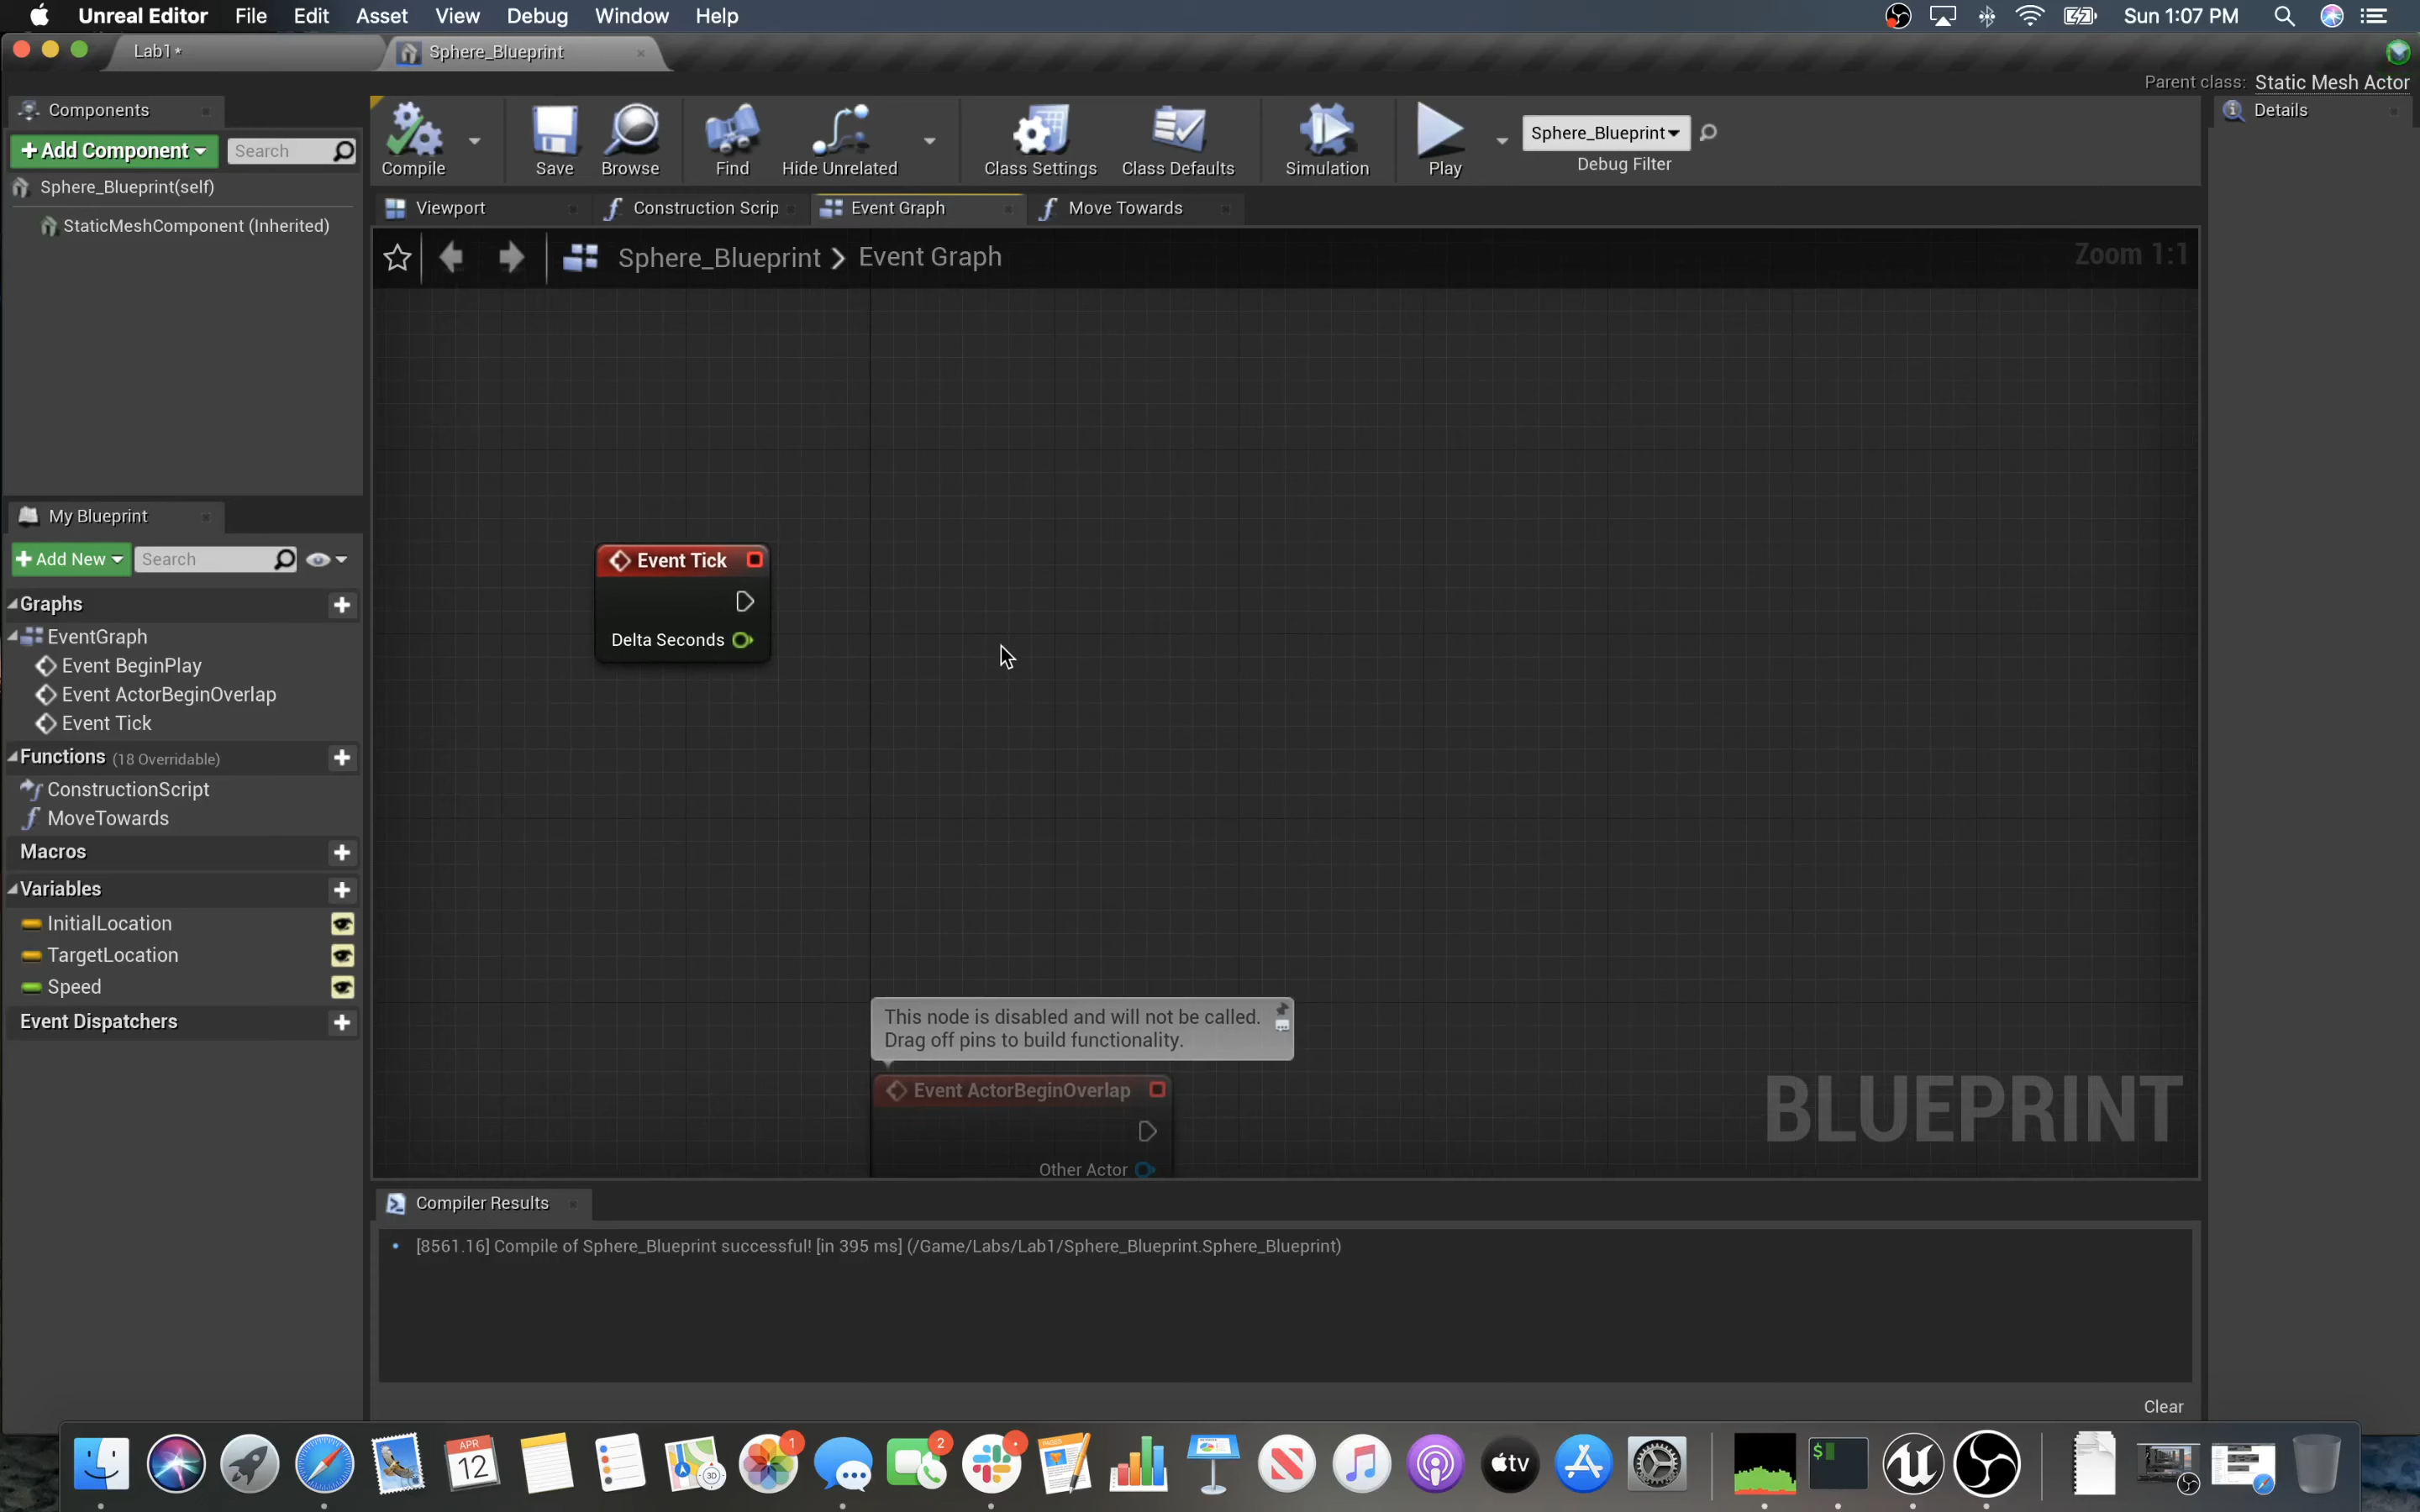 Unreal Editor File Edit Asset View Debug Window Help Sun 1:07 PM
Lab1* Sphere_Blueprint
Parent class: Static Mesh Actor
Components
Details
+ Add Component Search
Sphere_Blueprint(self)
StaticMeshComponent (Inherited)
Compile Save Browse Find Hide Unrelated Class Settings Class Defaults Simulation Play
Sphere_Blueprint
Debug Filter
Viewport Construction Scrip Event Graph Move Towards
Sphere_Blueprint > Event Graph
Zoom 1:1
My Blueprint
+ Add New Search
Graphs
EventGraph
Event BeginPlay
Event ActorBeginOverlap
Event Tick
Functions (18 Overridable)
ConstructionScript
MoveTowards
Macros
Variables
InitialLocation
TargetLocation
Speed
Event Dispatchers
Event Tick
Delta Seconds
This node is disabled and will not be called.
Drag off pins to build functionality.
Event ActorBeginOverlap
Other Actor
BLUEPRINT
Compiler Results
[8561.16] Compile of Sphere_Blueprint successful! [in 395 ms] (/Game/Labs/Lab1/Sphere_Blueprint.Sphere_Blueprint)
Clear
APR
12
3D
1
2
tv
$